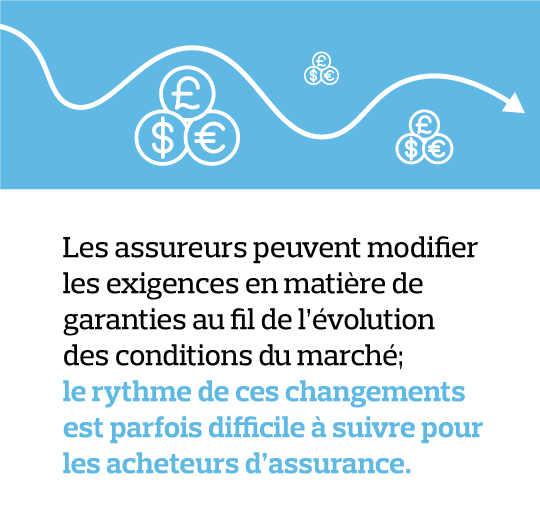 £
$ €
£
$ €
£
$ €
Les assureurs peuvent modifier
les exigences en matière de
garanties au fil de l’évolution
des conditions du marché;
le rythme de ces changements
est parfois difficile à suivre pour
les acheteurs d’assurance.